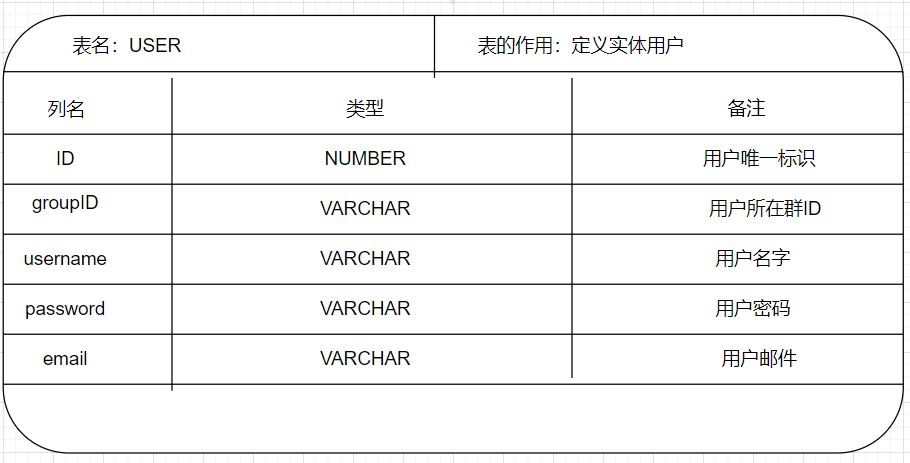 表名：USER 表的作用：定义实体用户
列名 类型 备注
ID NUMBER 用户唯一标识
groupID VARCHAR 用户所在群ID
username VARCHAR 用户名字
password VARCHAR 用户密码
email VARCHAR 用户邮件